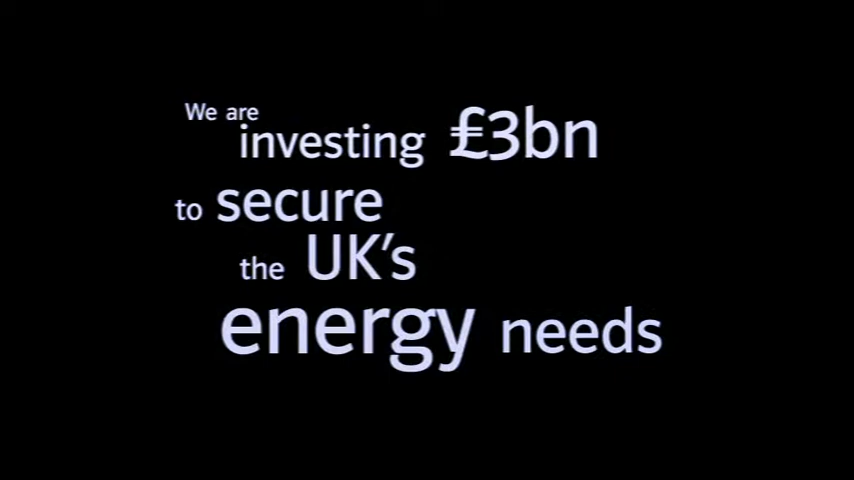 We are
investing £3bn
to secure
the UK’s
energy needs